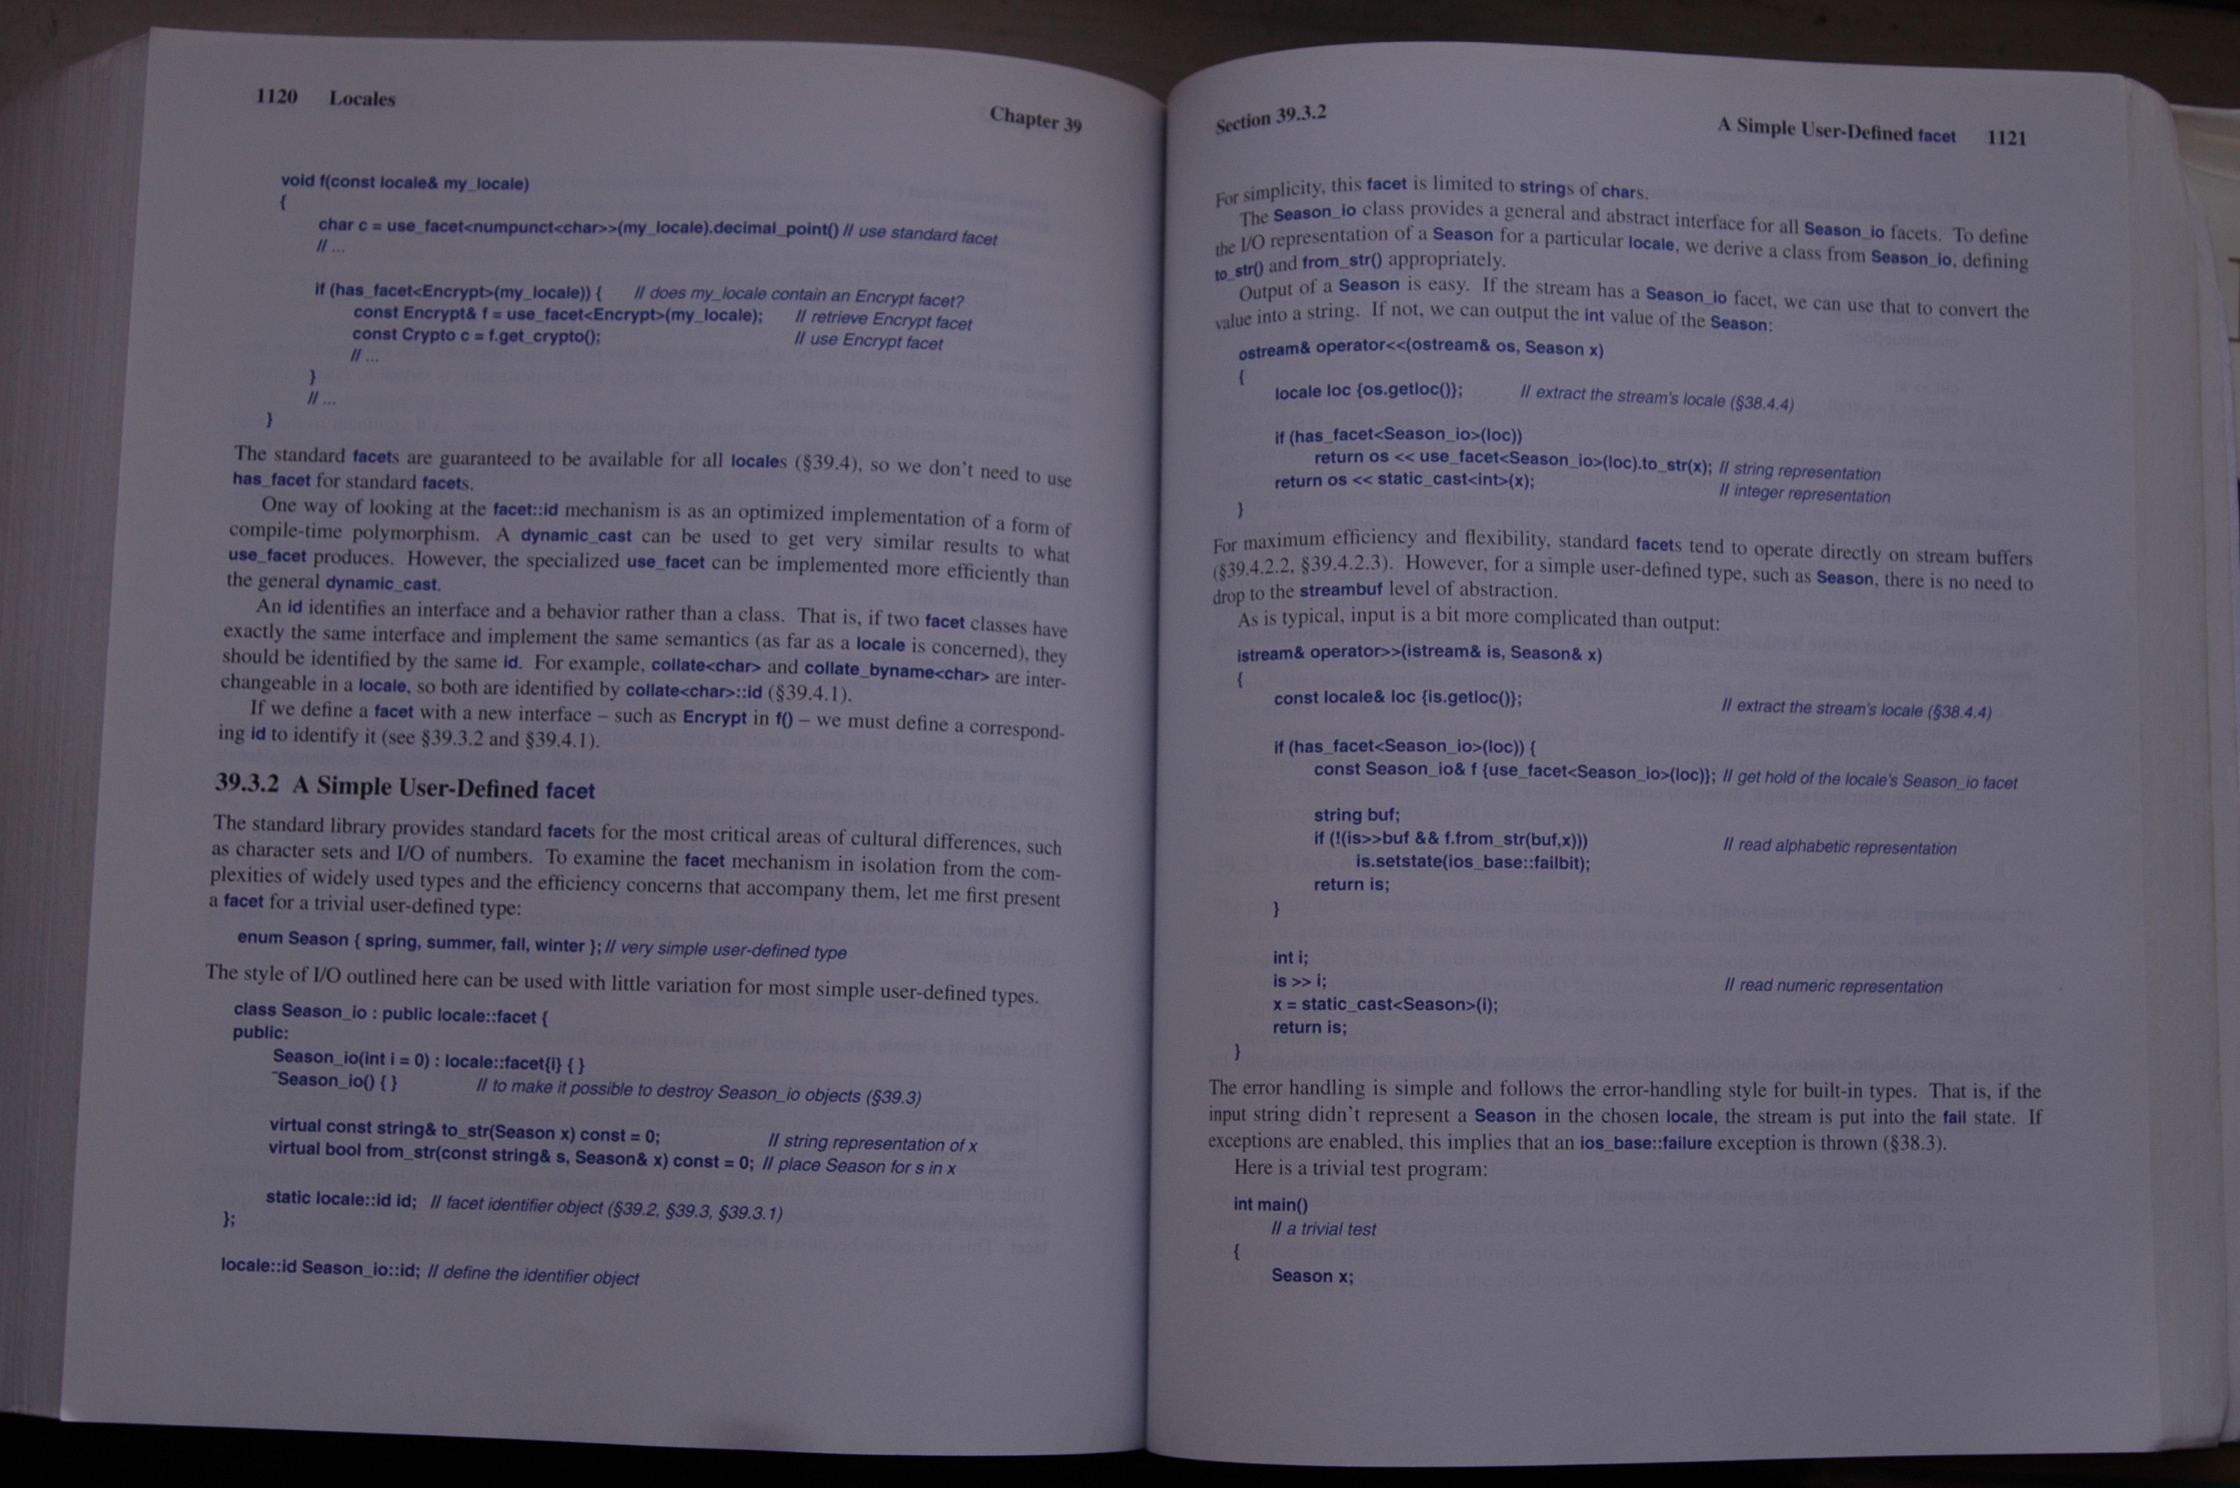 1120 Locales Chapter 39
void f(const locale& my_locale)
{
char c = use_facet<numpunct<char>>(my_locale).decimal_point() // use standard facet
// ...
if (has_facet<Encrypt>(my_locale)) { // does my_locale contain an Encrypt facet?
const Encrypt& f = use_facet<Encrypt>(my_locale); // retrieve Encrypt facet
const Crypto c = f.get_crypto(); // use Encrypt facet
// ...
}
// ...
}
The standard facets are guaranteed to be available for all locales (§39.4), so we don't need to use
has_facet for standard facets.
One way of looking at the facet::id mechanism is as an optimized implementation of a form of
compile-time polymorphism. A dynamic_cast can be used to get very similar results to what
use_facet produces. However, the specialized use_facet can be implemented more efficiently than
the general dynamic_cast.
An id identifies an interface and a behavior rather than a class. That is, if two facet classes have
exactly the same interface and implement the same semantics (as far as a locale is concerned), they
should be identified by the same id. For example, collate<char> and collate_byname<char> are inter-
changeable in a locale, so both are identified by collate<char>::id (§39.4.1).
If we define a facet with a new interface – such as Encrypt in f() – we must define a correspond-
ing id to identify it (see §39.3.2 and §39.4.1).
39.3.2 A Simple User-Defined facet
The standard library provides standard facets for the most critical areas of cultural differences, such
as character sets and I/O of numbers. To examine the facet mechanism in isolation from the com-
plexities of widely used types and the efficiency concerns that accompany them, let me first present
a facet for a trivial user-defined type:
enum Season { spring, summer, fall, winter }; // very simple user-defined type
The style of I/O outlined here can be used with little variation for most simple user-defined types.
class Season_io : public locale::facet {
public:
Season_io(int i = 0) : locale::facet{i} { }
~Season_io() { } // to make it possible to destroy Season_io objects (§39.3)
virtual const string& to_str(Season x) const = 0; // string representation of x
virtual bool from_str(const string& s, Season& x) const = 0; // place Season for s in x
static locale::id id; // facet identifier object (§39.2, §39.3, §39.3.1)
};
locale::id Season_io::id; // define the identifier object
Section 39.3.2 A Simple User-Defined facet 1121
For simplicity, this facet is limited to strings of chars.
The Season_io class provides a general and abstract interface for all Season_io facets. To define
the I/O representation of a Season for a particular locale, we derive a class from Season_io, defining
to_str() and from_str() appropriately.
Output of a Season is easy. If the stream has a Season_io facet, we can use that to convert the
value into a string. If not, we can output the int value of the Season:
ostream& operator<<(ostream& os, Season x)
{
locale loc {os.getloc()}; // extract the stream's locale (§38.4.4)
if (has_facet<Season_io>(loc))
return os << use_facet<Season_io>(loc).to_str(x); // string representation
return os << static_cast<int>(x); // integer representation
}
For maximum efficiency and flexibility, standard facets tend to operate directly on stream buffers
(§39.4.2.2, §39.4.2.3). However, for a simple user-defined type, such as Season, there is no need to
drop to the streambuf level of abstraction.
As is typical, input is a bit more complicated than output:
istream& operator>>(istream& is, Season& x)
{
const locale& loc {is.getloc()}; // extract the stream's locale (§38.4.4)
if (has_facet<Season_io>(loc)) {
const Season_io& f {use_facet<Season_io>(loc)}; // get hold of the locale's Season_io facet
string buf;
if (!(is>>buf && f.from_str(buf,x))) // read alphabetic representation
is.setstate(ios_base::failbit);
return is;
}
int i;
is >> i; // read numeric representation
x = static_cast<Season>(i);
return is;
}
The error handling is simple and follows the error-handling style for built-in types. That is, if the
input string didn't represent a Season in the chosen locale, the stream is put into the fail state. If
exceptions are enabled, this implies that an ios_base::failure exception is thrown (§38.3).
Here is a trivial test program:
int main()
// a trivial test
{
Season x;